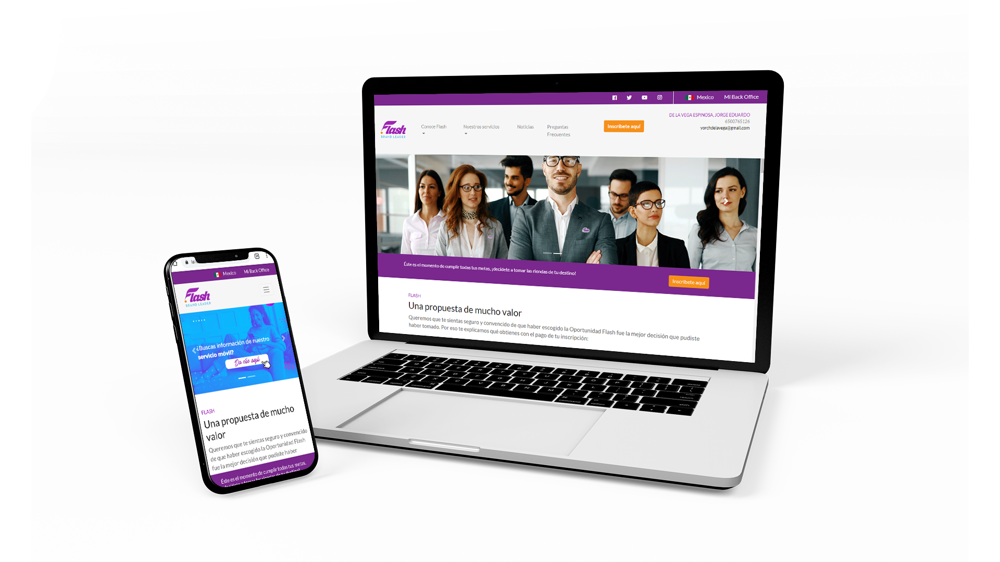 Mexico
Mi Back Office
DE LA VEGA ESPINOSA, JORGE EDUARDO
6500765126
yorchdelavega@gmail.com
Flash
BRAND LEADER
Conoce Flash
Nuestros servicios
Noticias
Preguntas
Frecuentes
Inscríbete aquí
Éste es el momento de cumplir todas tus metas, ¡decídete a tomar las riendas de tu destino!
Inscríbete aquí
FLASH
Una propuesta de mucho valor
Queremos que te sientas seguro y convencido de que haber escogido la Oportunidad Flash fue la mejor decisión que pudiste
haber tomado. Por eso te explicamos qué obtienes con el pago de tu inscripción:
Mexico
Mi Back Office
Flash
BRAND LEADER
¿Buscas información de nuestro
servicio móvil?
Da clic aquí
FLASH
Una propuesta de mucho
valor
Queremos que te sientas seguro y convencido
de que haber escogido la Oportunidad Flash
fue la mejor decisión que pudiste haber
Éste es el momento de cumplir todas tus metas,